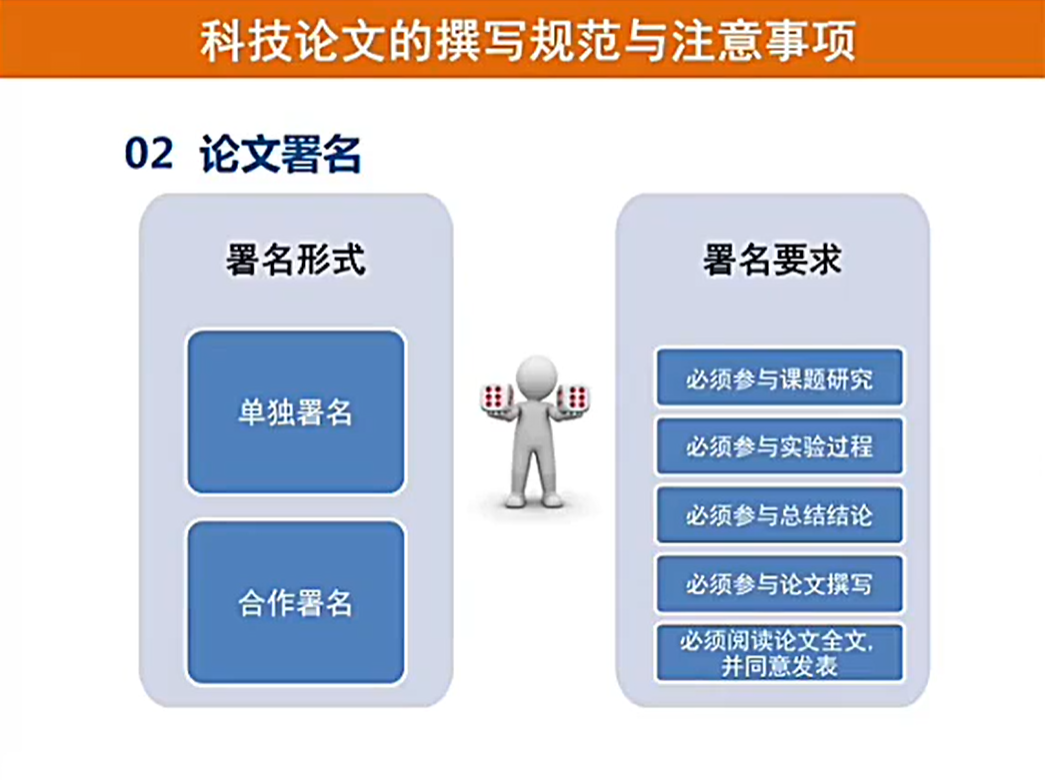 科技论文的撰写规范与注意事项
02 论文署名
署名形式
单独署名
合作署名
署名要求
必须参与课题研究
必须参与实验过程
必须参与总结结论
必须参与论文撰写
必须阅读论文全文,
并同意发表